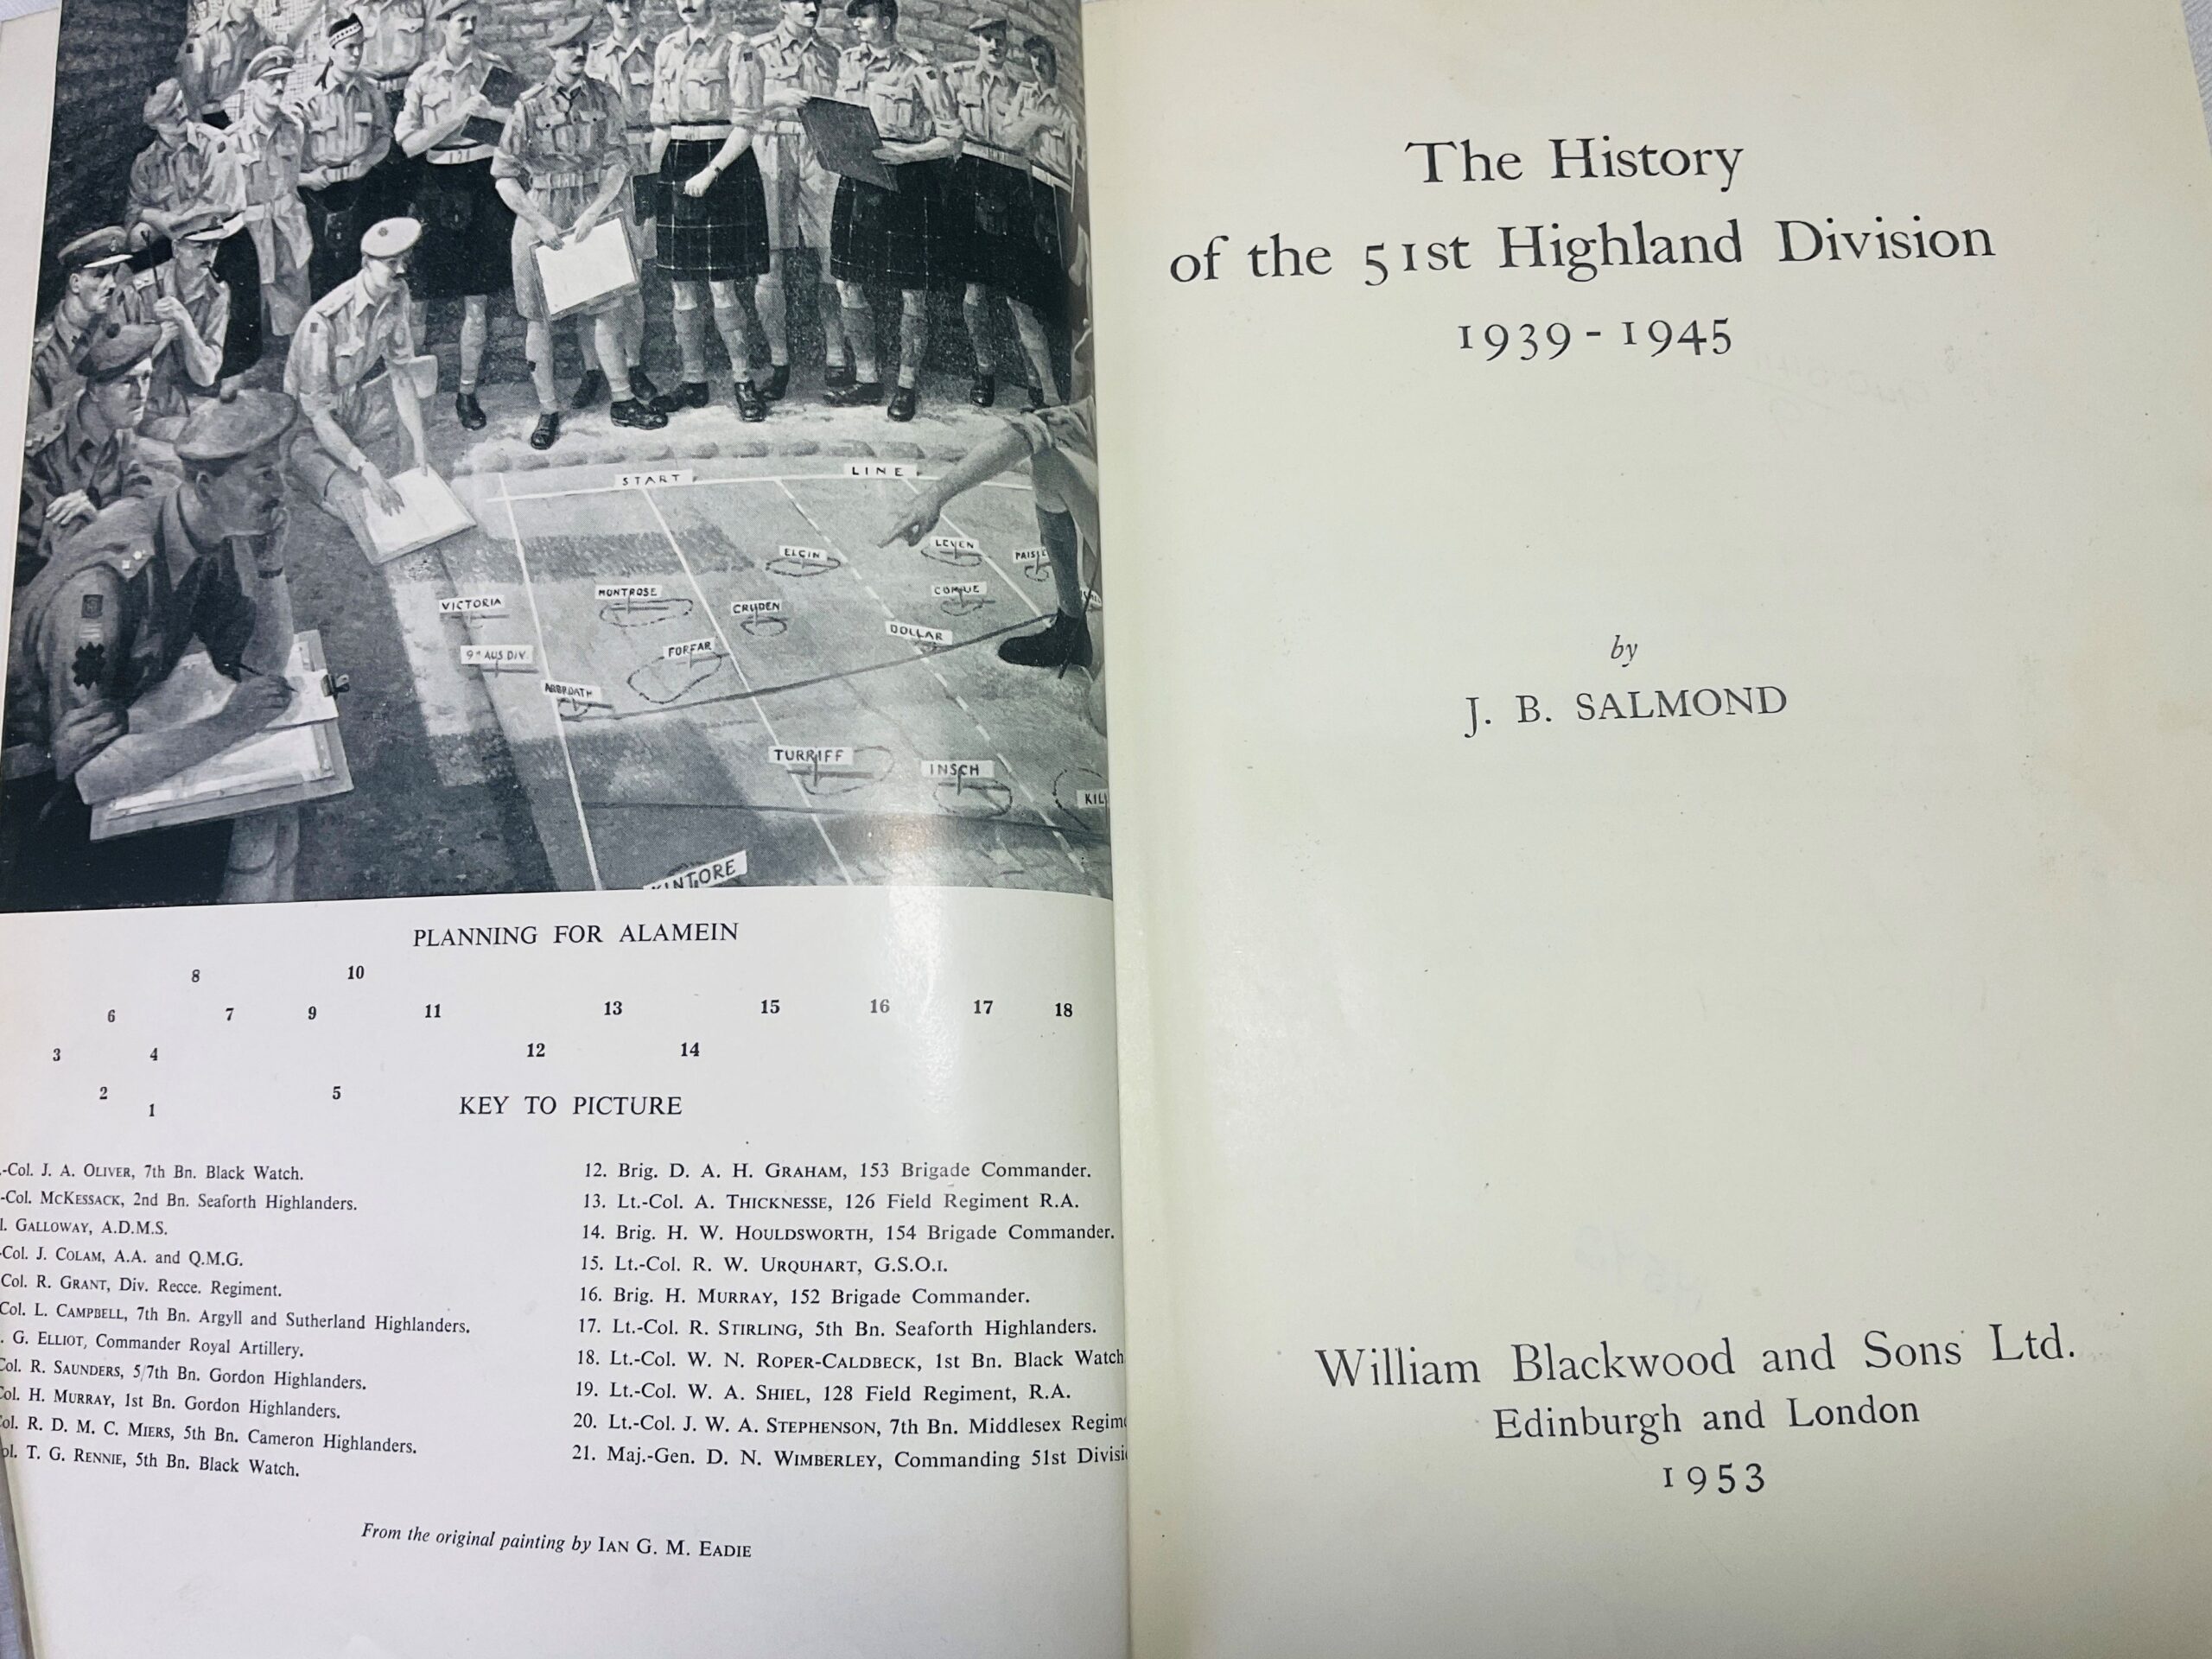 START LINE
ELGIN
LEVEN
VICTORIA
MONTROSE
CRUDEN
DOLLAR
9th AUS DIV.
FORFAR
ARBROATH
TURRIFF
INSCH
KIL
KINTORE
PLANNING FOR ALAMEIN
8 10
6 7 9 11 13 15 16 17 18
3 4 12 14
2 5
1
KEY TO PICTURE
-Col. J. A. OLIVER, 7th Bn. Black Watch.
-Col. MCKESSACK, 2nd Bn. Seaforth Highlanders.
l. GALLOWAY, A.D.M.S.
-Col. J. COLAM, A.A. and Q.M.G.
Col. R. GRANT, Div. Recce. Regiment.
Col. L. CAMPBELL, 7th Bn. Argyll and Sutherland Highlanders.
. G. ELLIOT, Commander Royal Artillery.
Col. R. SAUNDERS, 5/7th Bn. Gordon Highlanders.
Col. H. MURRAY, 1st Bn. Gordon Highlanders.
ol. R. D. M. C. MIERS, 5th Bn. Cameron Highlanders.
ol. T. G. RENNIE, 5th Bn. Black Watch.
12. Brig. D. A. H. GRAHAM, 153 Brigade Commander.
13. Lt.-Col. A. THICKNESSE, 126 Field Regiment R.A.
14. Brig. H. W. HOULDSWORTH, 154 Brigade Commander.
15. Lt.-Col. R. W. URQUHART, G.S.O.I.
16. Brig. H. MURRAY, 152 Brigade Commander.
17. Lt.-Col. R. STIRLING, 5th Bn. Seaforth Highlanders.
18. Lt.-Col. W. N. ROPER-CALDBECK, 1st Bn. Black Watch
19. Lt.-Col. W. A. SHIEL, 128 Field Regiment, R.A.
20. Lt.-Col. J. W. A. STEPHENSON, 7th Bn. Middlesex Regime
21. Maj.-Gen. D. N. WIMBERLEY, Commanding 51st Divisi
From the original painting by IAN G. M. EADIE
The History
of the 51st Highland Division
1939 - 1945
by
J. B. SALMOND
William Blackwood and Sons Ltd.
Edinburgh and London
1953